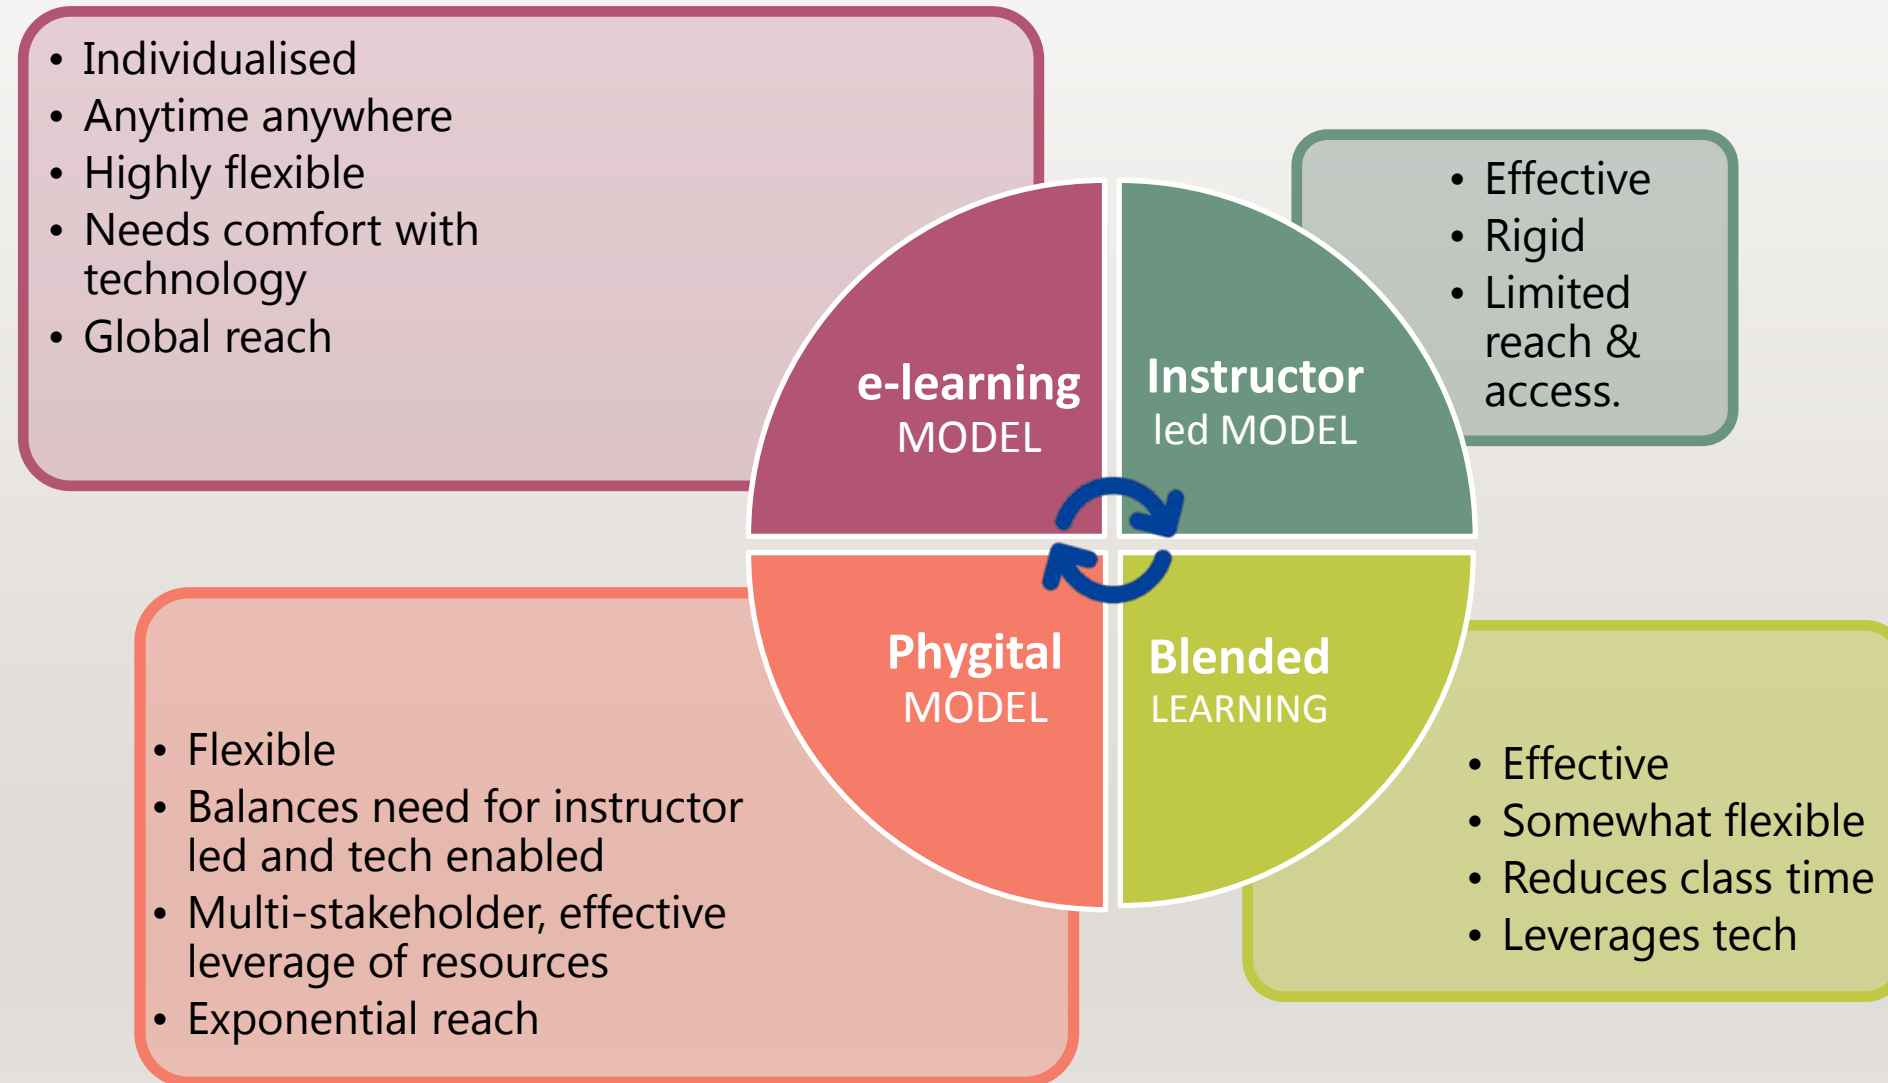 • Individualised
• Anytime anywhere
• Highly flexible
• Needs comfort with
technology
• Global reach
• Effective
• Rigid
• Limited
reach &
access.
e-learning
MODEL
Instructor
led MODEL
Phygital
MODEL
Blended
LEARNING
• Flexible
• Balances need for instructor
led and tech enabled
• Multi-stakeholder, effective
leverage of resources
• Exponential reach
• Effective
• Somewhat flexible
• Reduces class time
• Leverages tech